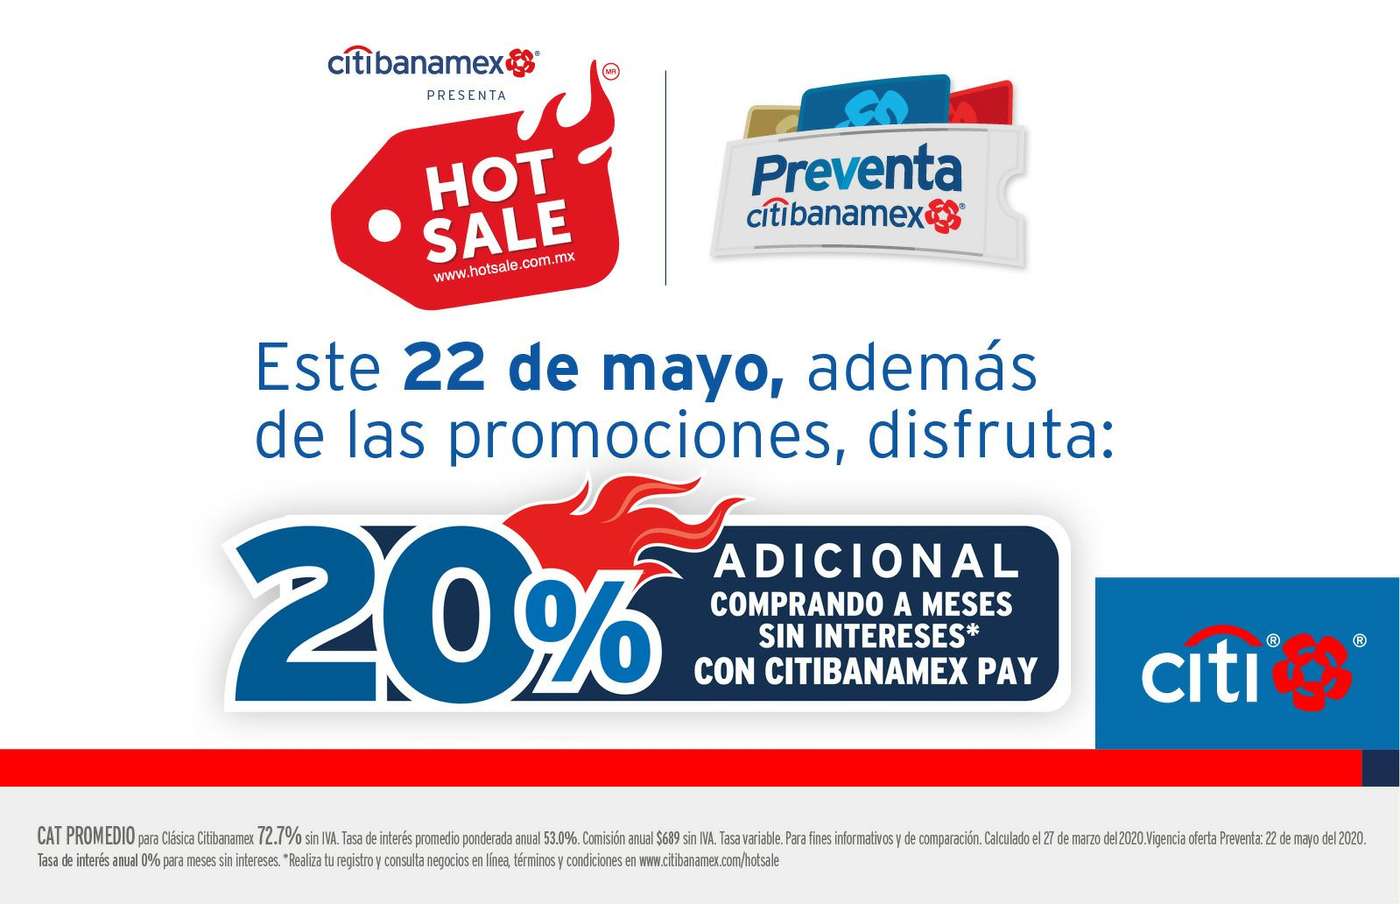 citibanamex®
PRESENTA
HOT
SALE
www.hotsale.com.mx
MR
Preventa
citibanamex®
Este 22 de mayo, además
de las promociones, disfruta:
20%
ADICIONAL
COMPRANDO A MESES
SIN INTERESES*
CON CITIBANAMEX PAY
citi® ®
CAT PROMEDIO para Clásica Citibanamex 72.7% sin IVA. Tasa de interés promedio ponderada anual 53.0%. Comisión anual $689 sin IVA. Tasa variable. Para fines informativos y de comparación. Calculado el 27 de marzo del 2020.Vigencia oferta Preventa: 22 de mayo del 2020.
Tasa de interés anual 0% para meses sin intereses. *Realiza tu registro y consulta negocios en línea, términos y condiciones en www.citibanamex.com/hotsale